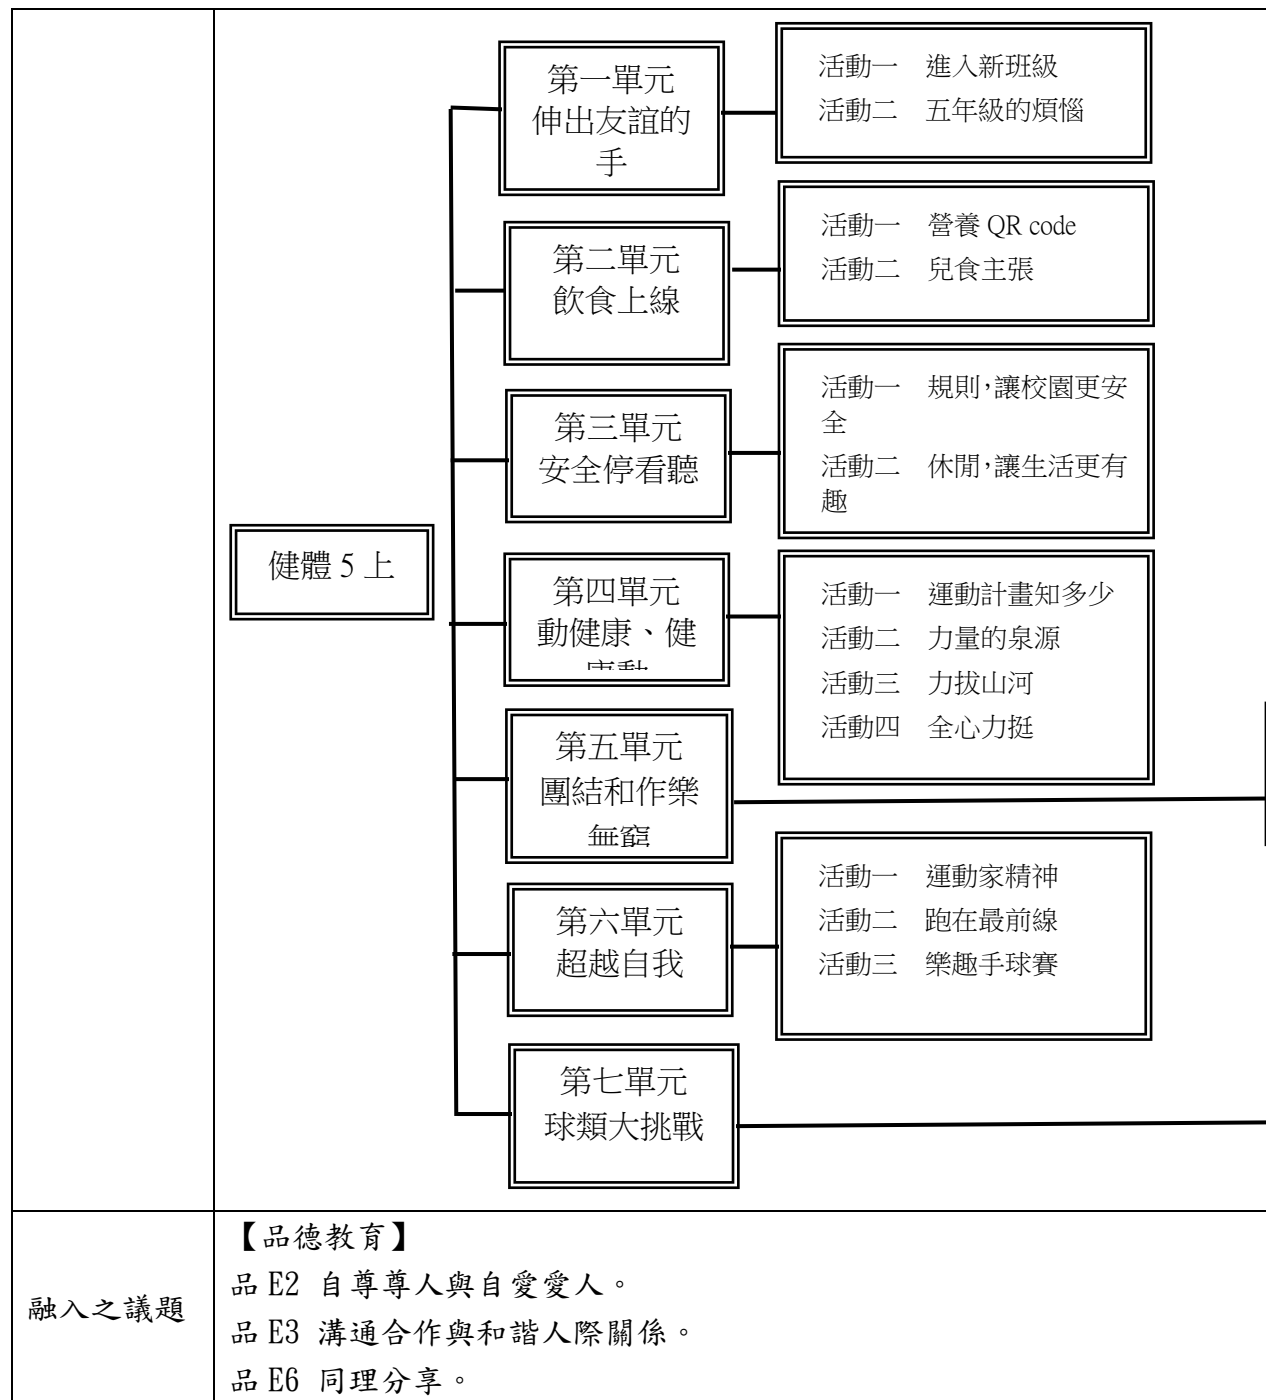 第一單元
伸出友誼的
手
活動一 進入新班級
活動二 五年級的煩惱
第二單元
飲食上線
活動一 營養 QR code
活動二 兒食主張
第三單元
安全停看聽
活動一 規則，讓校園更安
全
活動二 休閒，讓生活更有
趣
健體 5 上
第四單元
動健康、健
康動
活動一 運動計畫知多少
活動二 力量的泉源
活動三 力拔山河
活動四 全心力挺
第五單元
團結和作樂
無窮
第六單元
超越自我
活動一 運動家精神
活動二 跑在最前線
活動三 樂趣手球賽
第七單元
球類大挑戰
融入之議題
【品德教育】
品 E2 自尊尊人與自愛愛人。
品 E3 溝通合作與和諧人際關係。
品 E6 同理分享。